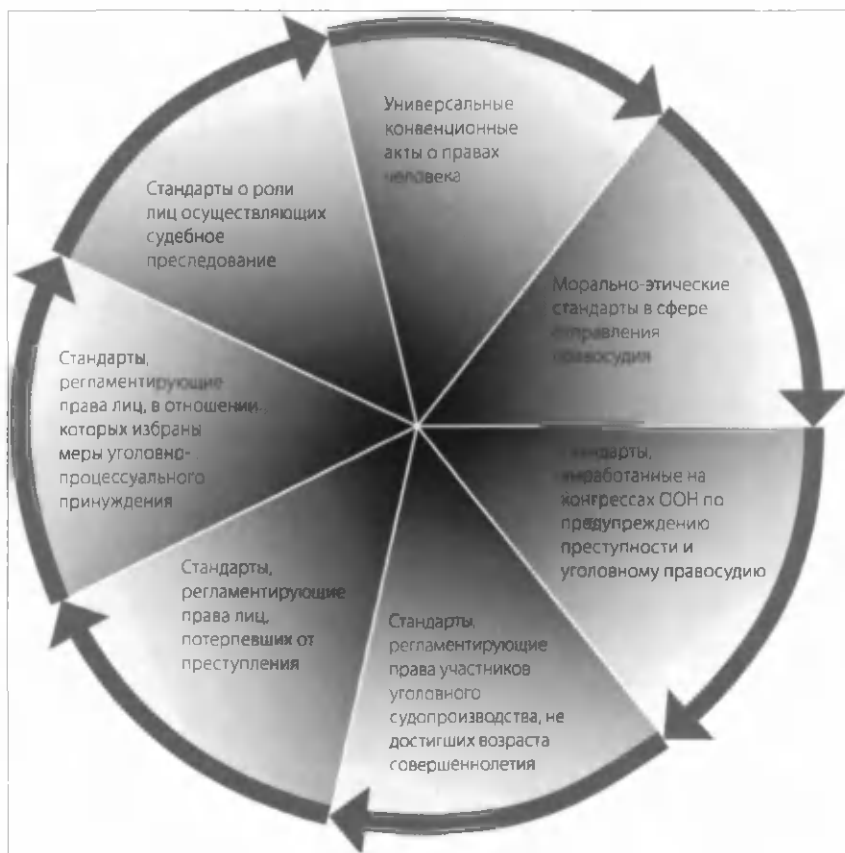 Универсальные
конвенционные
акты о правах
человека
Морально-этические
стандарты в сфере
отправления
правосудия
Стандарты,
выработанные на
конгрессах ООН по
предупреждению
преступности и
уголовному правосудию
Стандарты,
регламентирующие
права участников
уголовного
судопроизводства, не
достигших возраста
совершеннолетия
Стандарты,
регламентирующие
права лиц,
потерпевших от
преступления
Стандарты,
регламентирующие
права лиц, в отношении
которых избраны
меры уголовно-
процессуального
принуждения
Стандарты о роли
лиц осуществляющих
судебное
преследование